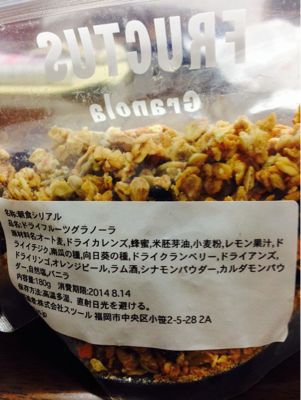 FRUCTUS
Granola
名称:朝食シリアル
品名:ドライフルーツグラノーラ
原材料名:オート麦,ドライカレンズ,蜂蜜,米胚芽油,小麦粉,レモン果汁,ド
ライイチジク,南瓜の種,向日葵の種,ドライクランベリー,ドライアンズ,
ドライリンゴ,オレンジピール,ラム酒,シナモンパウダー,カルダモンパウ
ダー,自然塩,バニラ
内容量:180g 消費期限:2014 8.14
保存方法:高温多湿、直射日光を避ける。
株式会社スツール 福岡市中央区小笹2-5-28 2A